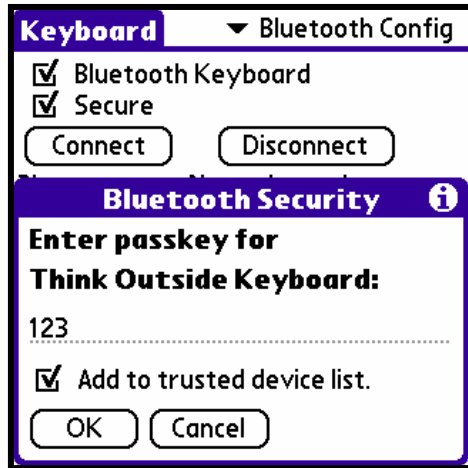 Keyboard
Bluetooth Config
Bluetooth Keyboard
Secure
Connect Disconnect
Bluetooth Security
Enter passkey for
Think Outside Keyboard:
123
Add to trusted device list.
OK Cancel